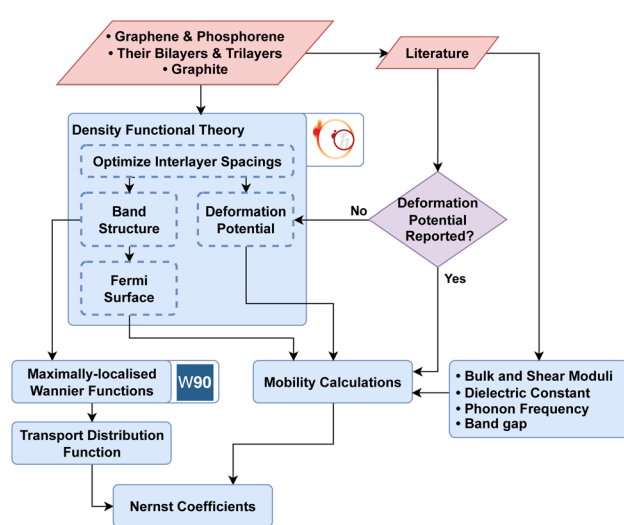 • Graphene & Phosphorene
• Their Bilayers & Trilayers
• Graphite
Literature
Density Functional Theory
Optimize Interlayer Spacings
Band
Structure
Deformation
Potential
No
Deformation
Potential
Reported?
Fermi
Surface
Yes
Maximally-localised
Wannier Functions
W90
Mobility Calculations
• Bulk and Shear Moduli
• Dielectric Constant
• Phonon Frequency
• Band gap
Transport Distribution
Function
Nernst Coefficients